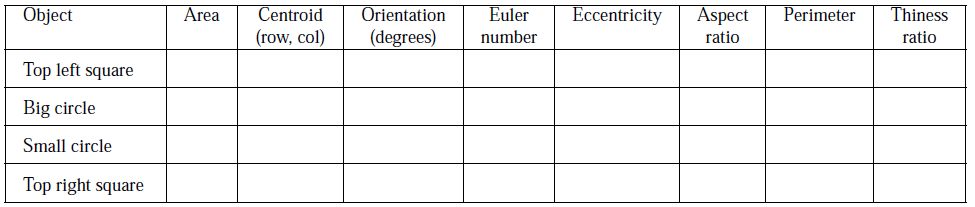 Object Area Centroid Orientation Euler Eccentricity Aspect Perimeter Thiness
(row, col) (degrees) number ratio ratio
Top left square
Big circle
Small circle
Top right square